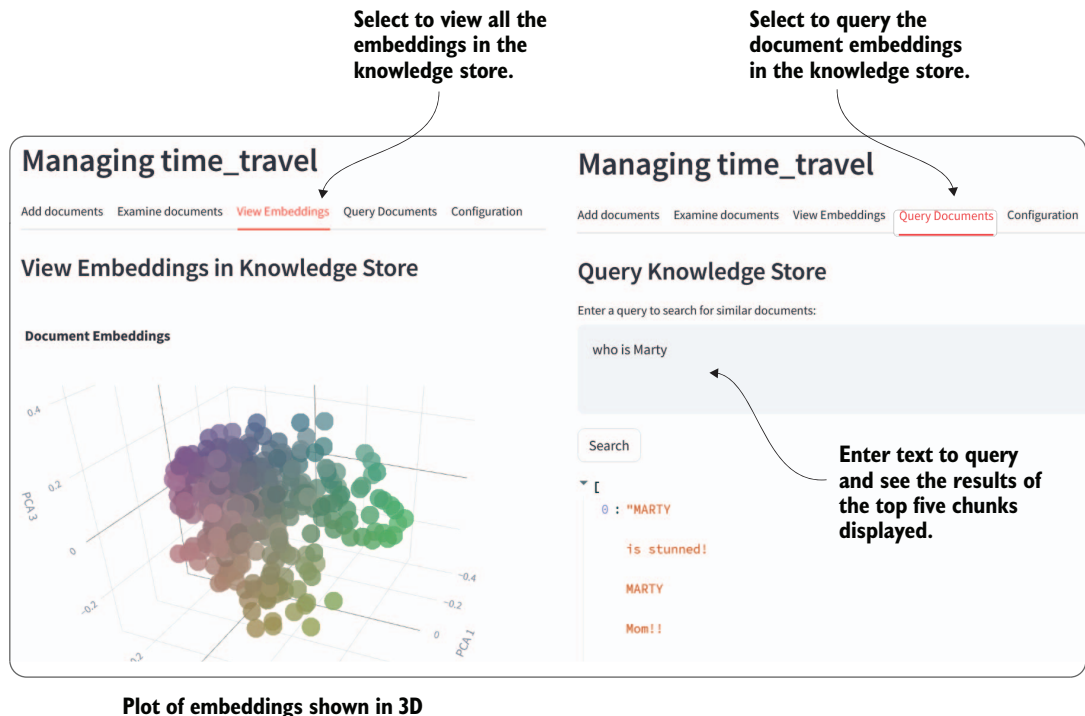 Select to view all the
embeddings in the
knowledge store.
Select to query the
document embeddings
in the knowledge store.
Managing time_travel
Add documents Examine documents View Embeddings Query Documents Configuration
View Embeddings in Knowledge Store
Document Embeddings
0.4
0.2
0
−0.2
PCA 3
−0.4
−0.2
0
PCA 1
0.2
Managing time_travel
Add documents Examine documents View Embeddings Query Documents Configuration
Query Knowledge Store
Enter a query to search for similar documents:
who is Marty
Search
[
0 : "MARTY
is stunned!
MARTY
Mom!!
Enter text to query
and see the results of
the top five chunks
displayed.
Plot of embeddings shown in 3D